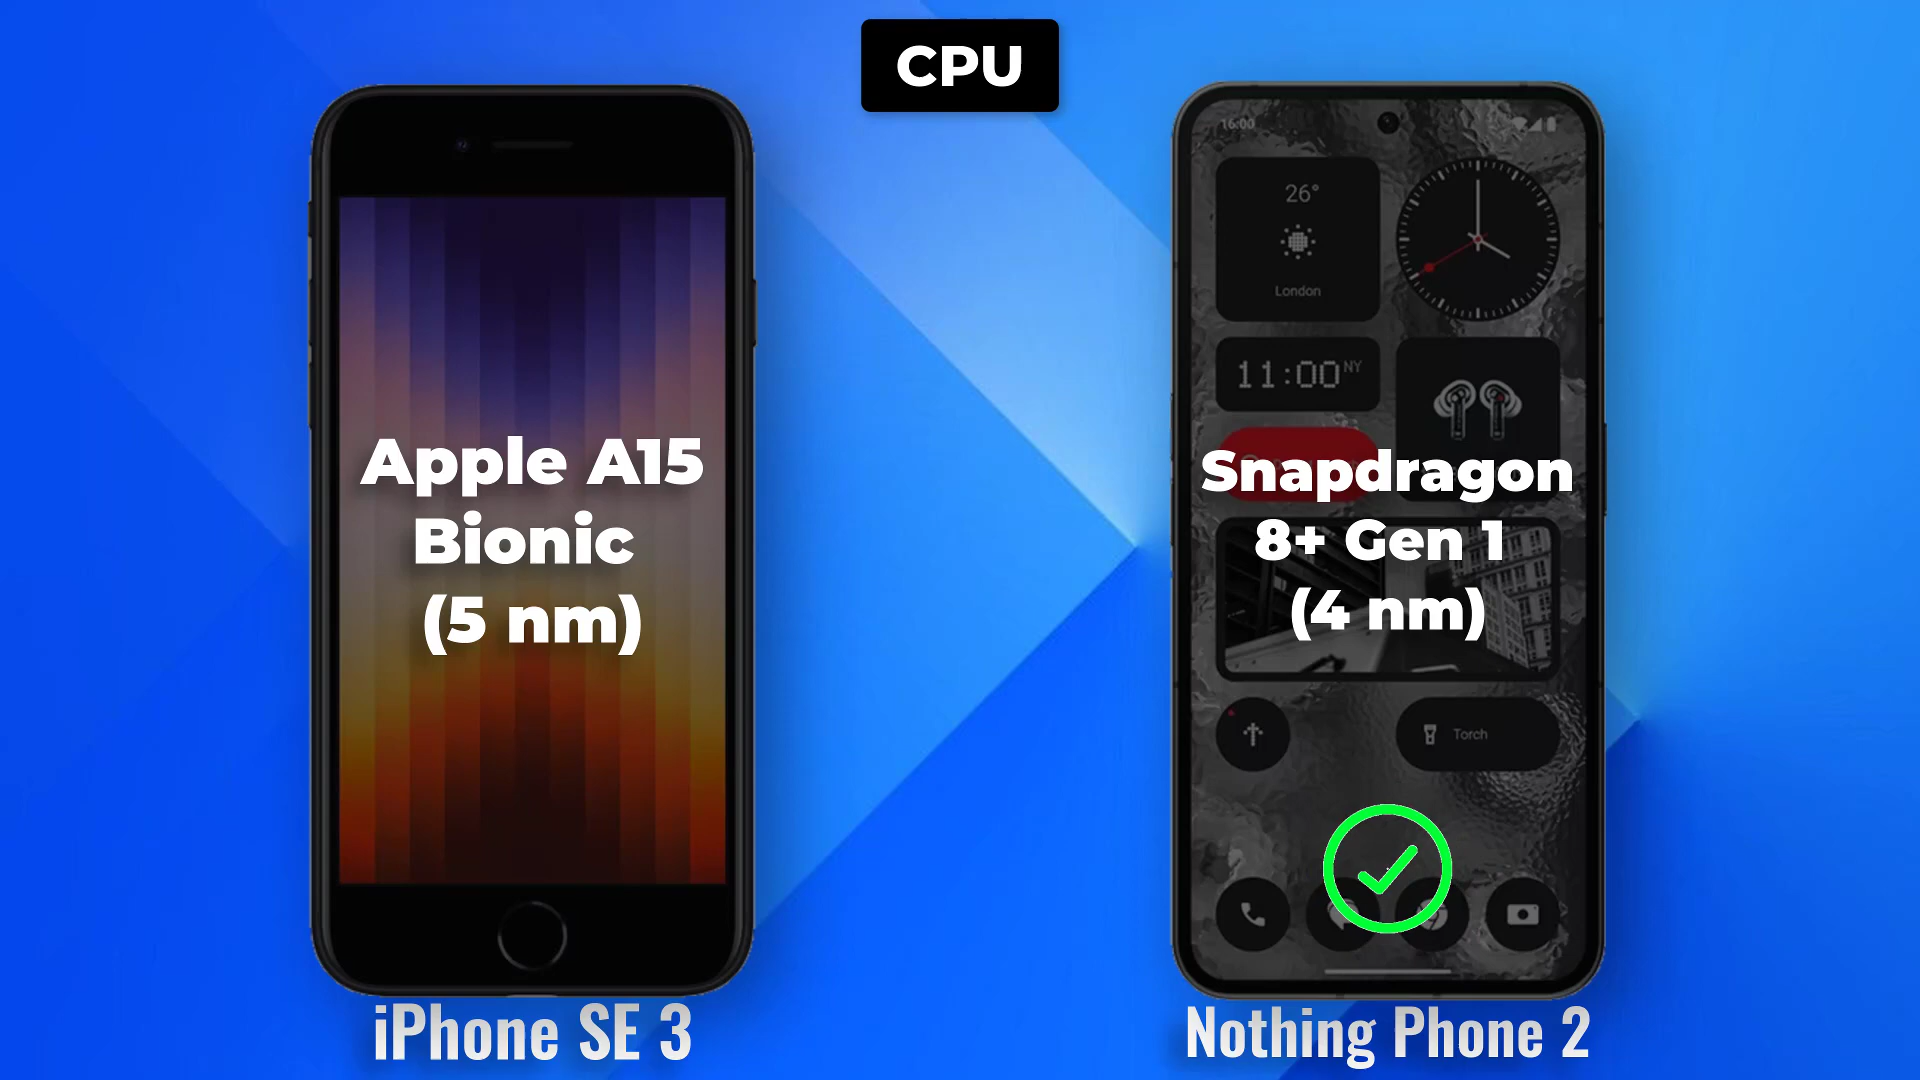 CPU
Apple A15
Bionic
(5 nm)
iPhone SE 3
16:00
26°
London
11:00 NY
Snapdragon
8+ Gen 1
(4 nm)
Torch
Nothing Phone 2